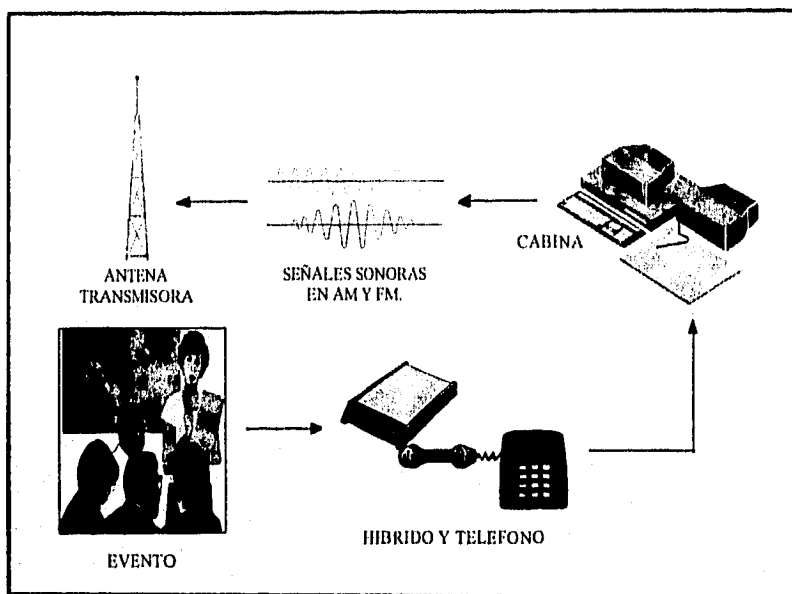 CABINA
ANTENA
TRANSMISORA
SEÑALES SONORAS
EN AM Y FM.
HIBRIDO Y TELEFONO
EVENTO